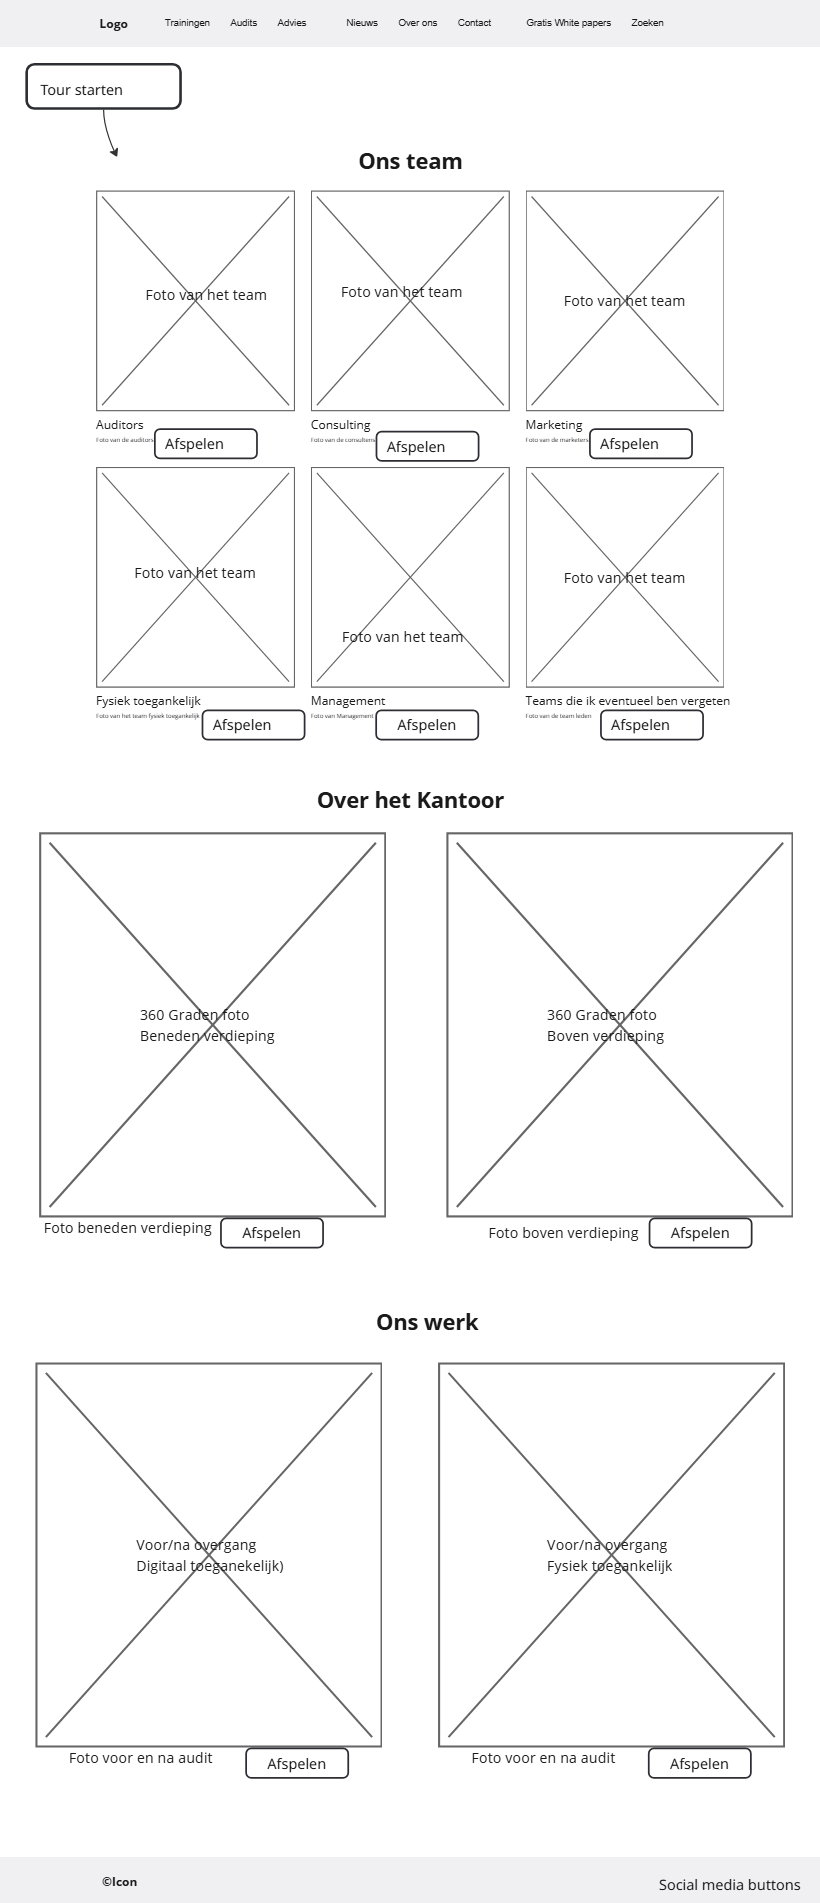 Logo Trainingen Audits Advies Nieuws Over ons Contact Gratis White papers Zoeken
Tour starten
Ons team
Foto van het team
Foto van het team
Foto van het team
Auditors
Foto van de auditors
Afspelen
Consulting
Foto van de consultens
Afspelen
Marketing
Foto van de marketers
Afspelen
Foto van het team
Foto van het team
Foto van het team
Fysiek toegankelijk
Foto van het team fysiek toegankelijk
Afspelen
Management
Foto van Management
Afspelen
Teams die ik eventueel ben vergeten
Foto van de team leden
Afspelen
Over het Kantoor
360 Graden foto
Beneden verdieping
360 Graden foto
Boven verdieping
Foto beneden verdieping
Afspelen
Foto boven verdieping
Afspelen
Ons werk
Voor/na overgang
Digitaal toeganekelijk)
Voor/na overgang
Fysiek toegankelijk
Foto voor en na audit
Afspelen
Foto voor en na audit
Afspelen
©Icon
Social media buttons